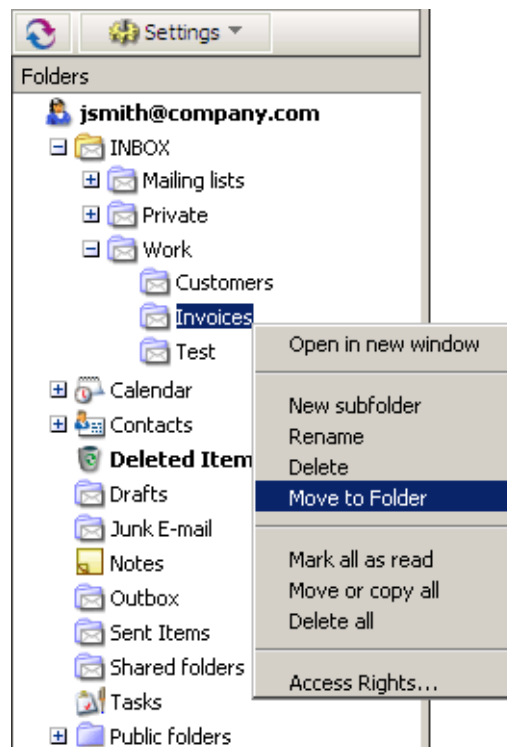 Settings
Folders
jsmith@company.com
INBOX
Mailing lists
Private
Work
Customers
Invoices
Test
Calendar
Contacts
Deleted Item
Drafts
Junk E-mail
Notes
Outbox
Sent Items
Shared folders
Tasks
Public folders
Open in new window
New subfolder
Rename
Delete
Move to Folder
Mark all as read
Move or copy all
Delete all
Access Rights...